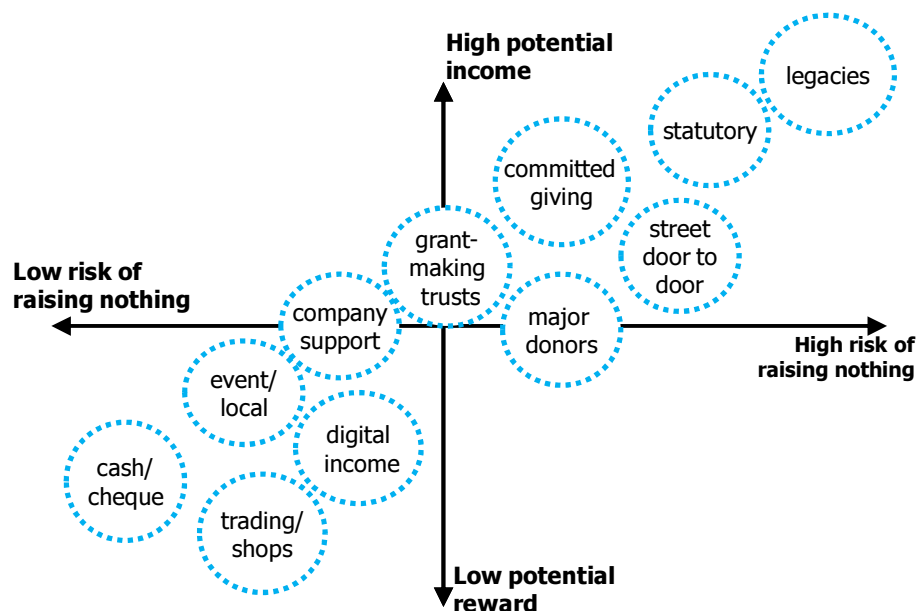 High potential
income
legacies
statutory
committed
giving
street
door to
door
grant-
making
trusts
Low risk of
raising nothing
company
support
major
donors
High risk of
raising nothing
event/
local
digital
income
cash/
cheque
trading/
shops
Low potential
reward